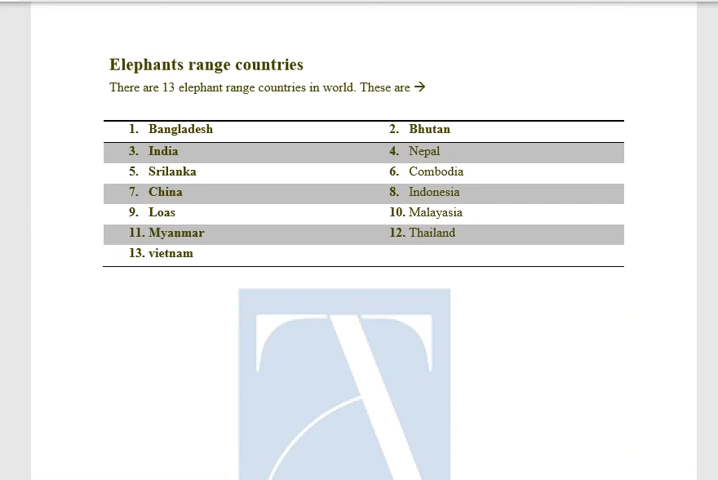 Elephants range countries
There are 13 elephant range countries in world. These are →
1. Bangladesh 2. Bhutan
3. India 4. Nepal
5. Srilanka 6. Combodia
7. China 8. Indonesia
9. Loas 10. Malayasia
11. Myanmar 12. Thailand
13. vietnam